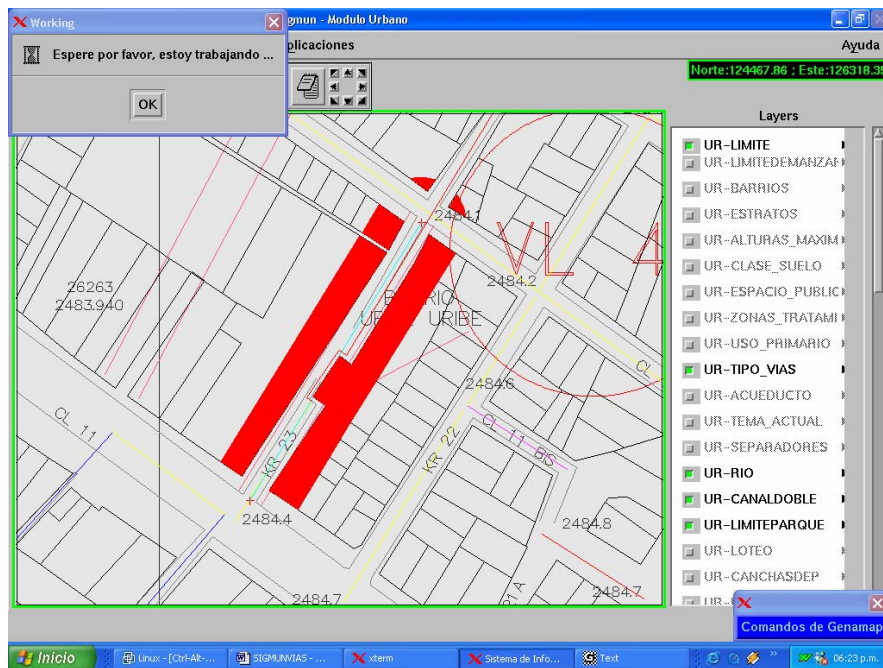 Working
Sigmun - Modulo Urbano
Espere por favor, estoy trabajando ...
OK
plicaciones
Ayuda
Norte:124467.86 ; Este:126318.39
Layers
UR-LIMITE
UR-LIMITEDEMANZAN
UR-BARRIOS
UR-ESTRATOS
UR-ALTURAS_MAXIM
UR-CLASE_SUELO
UR-ESPACIO_PUBLIC
UR-ZONAS_TRATAMI
UR-USO_PRIMARIO
UR-TIPO_VIAS
UR-ACUEDUCTO
UR-TEMA_ACTUAL
UR-SEPARADORES
UR-RIO
UR-CANALDOBLE
UR-LIMITEPARQUE
UR-LOTEO
UR-CANCHASDEP
2484.1
VL 4
2484.2
26263
2483.940
URIBE
CL
2484.6
CL 11
KR 23
KR 22
CL 11 BIS
2484.4
2484.8
2484.7
2484.7
Comandos de Genamap
Inicio
Linux - [Ctrl-Alt-...
SIGMUNVIAS - ...
xterm
Sistema de Info...
Text
06:23 p.m.